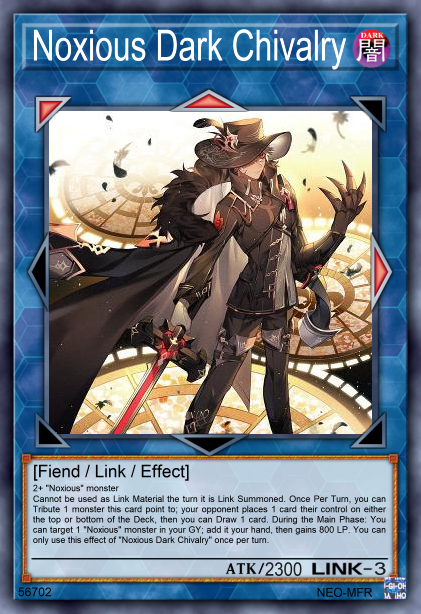 Noxious Dark Chivalry
DARK
闇
[Fiend / Link / Effect]
2+ "Noxious" monster
Cannot be used as Link Material the turn it is Link Summoned. Once Per Turn, you can
Tribute 1 monster this card point to; your opponent places 1 card their control on either
the top or bottom of the Deck, then you can Draw 1 card. During the Main Phase: You
can target 1 "Noxious" monster in your GY; add it your hand, then gains 800 LP. You can
only use this effect of "Noxious Dark Chivalry" once per turn.
ATK/2300 LINK-3
56702 NEO-MFR